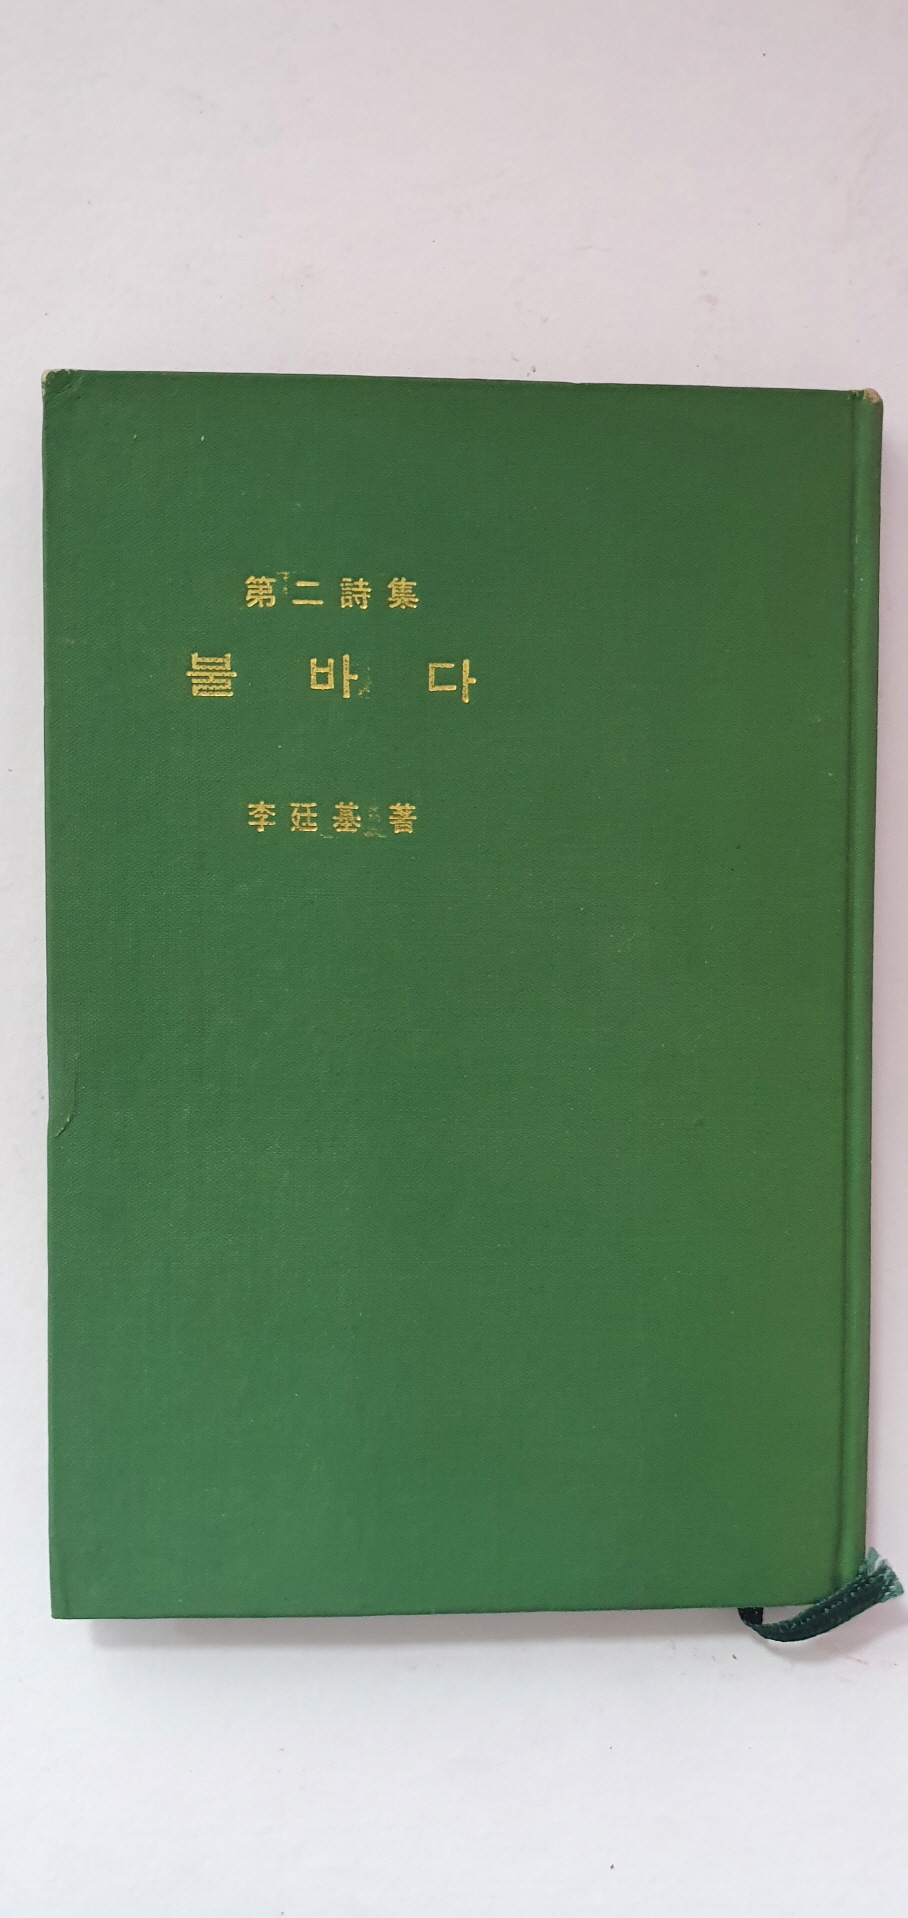 第二詩集
불바다
李廷基 著